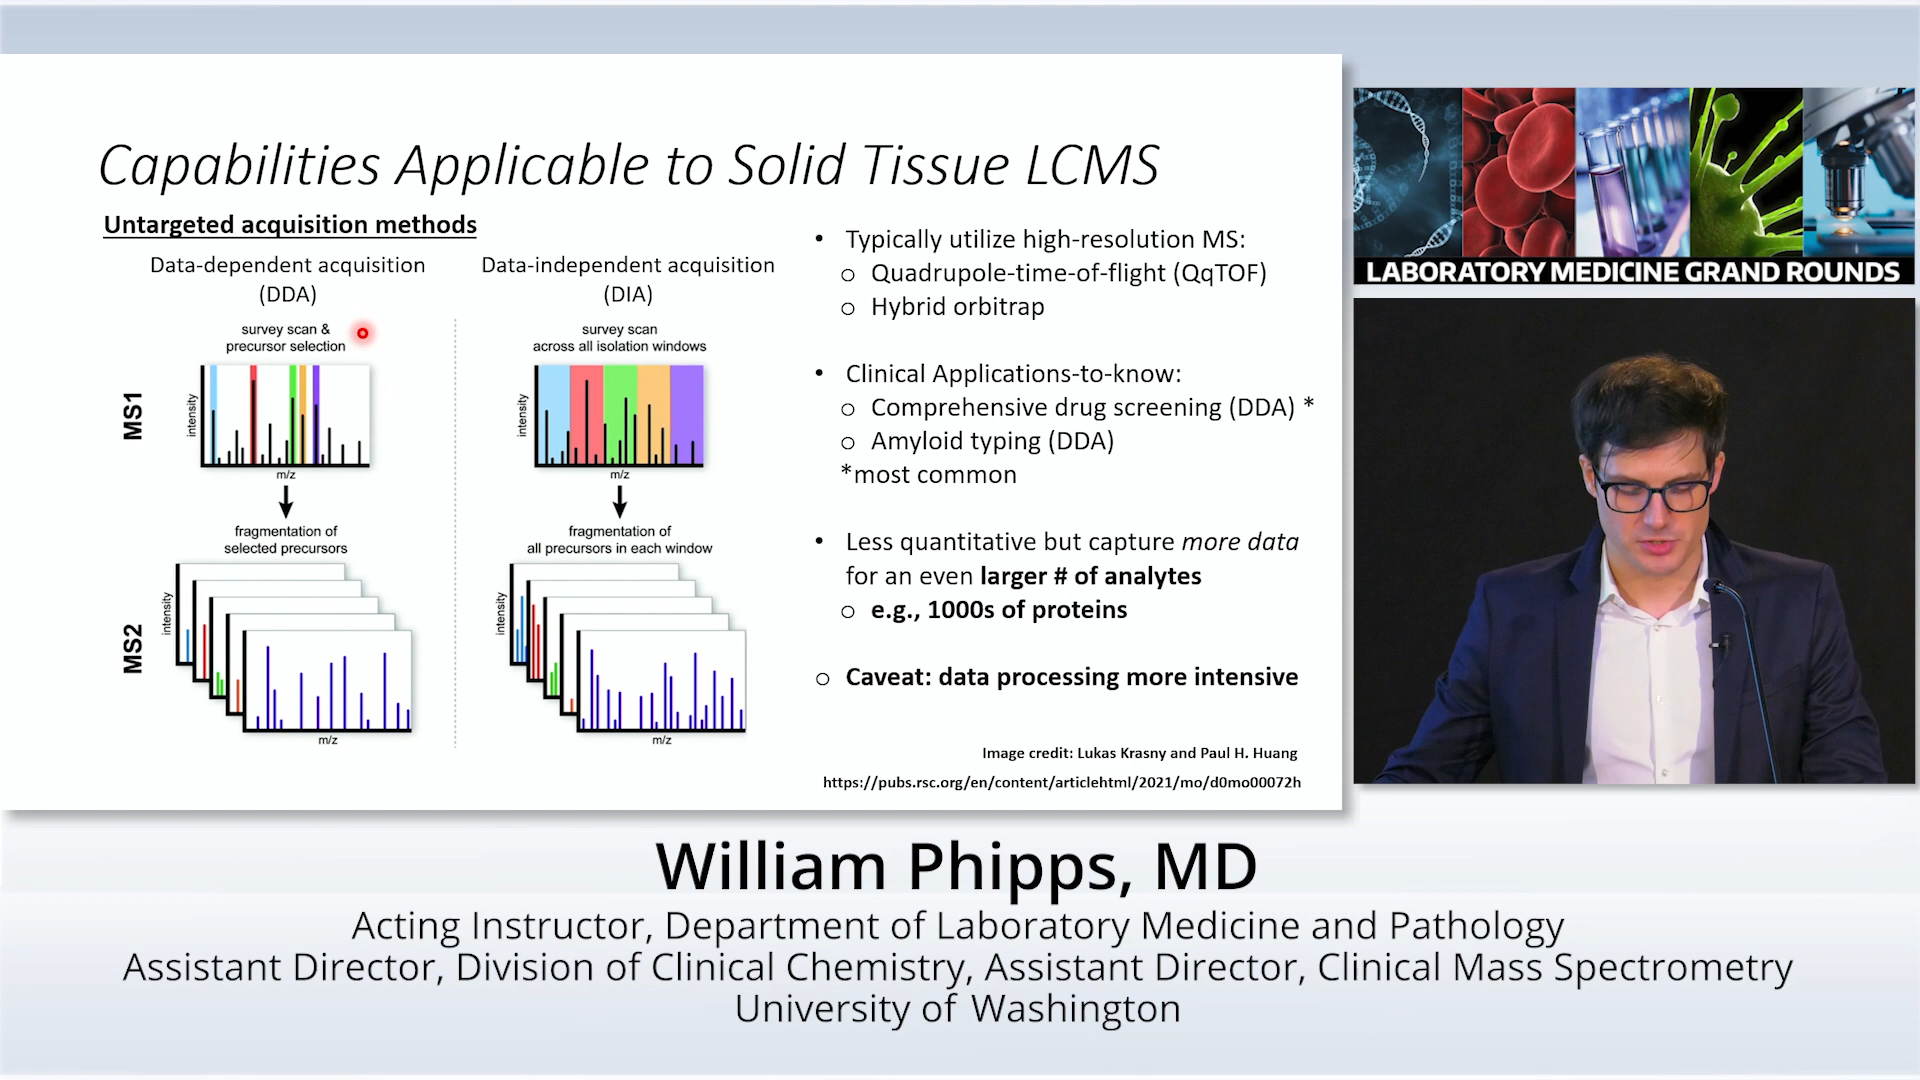 Capabilities Applicable to Solid Tissue LCMS
Untargeted acquisition methods
Data-dependent acquisition
(DDA)
survey scan &
precursor selection
MS1
intensity
m/z
fragmentation of
selected precursors
MS2
intensity
m/z
Data-independent acquisition
(DIA)
survey scan
across all isolation windows
intensity
m/z
fragmentation of
all precursors in each window
intensity
m/z
• Typically utilize high-resolution MS:
o Quadrupole-time-of-flight (QqTOF)
o Hybrid orbitrap
• Clinical Applications-to-know:
o Comprehensive drug screening (DDA) *
o Amyloid typing (DDA)
*most common
• Less quantitative but capture more data
for an even larger # of analytes
o e.g., 1000s of proteins
o Caveat: data processing more intensive
Image credit: Lukas Krasny and Paul H. Huang
https://pubs.rsc.org/en/content/articlehtml/2021/mo/d0mo00072h
LABORATORY MEDICINE GRAND ROUNDS
William Phipps, MD
Acting Instructor, Department of Laboratory Medicine and Pathology
Assistant Director, Division of Clinical Chemistry, Assistant Director, Clinical Mass Spectrometry
University of Washington